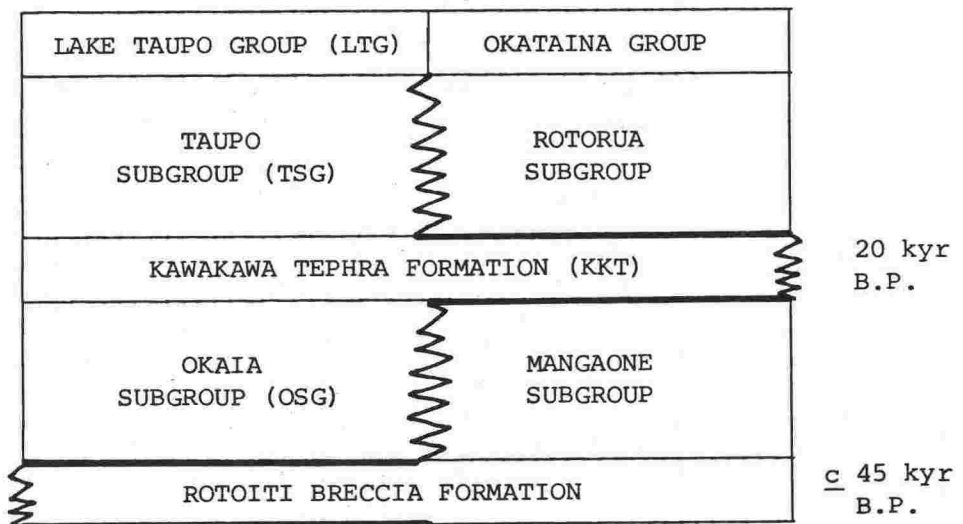 LAKE TAUPO GROUP (LTG)
OKATAINA GROUP
TAUPO
SUBGROUP (TSG)
ROTORUA
SUBGROUP
KAWAKAWA TEPHRA FORMATION (KKT)
20 kyr
B.P.
OKAIA
SUBGROUP (OSG)
MANGAONE
SUBGROUP
ROTOITI BRECCIA FORMATION
c 45 kyr
B.P.